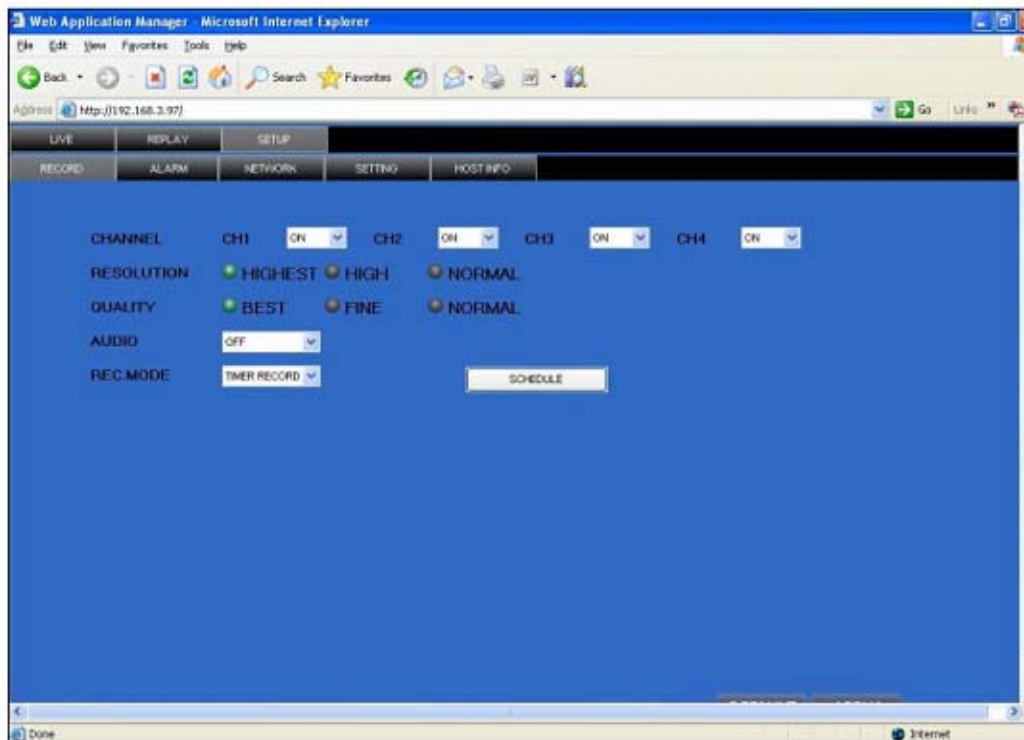 Web Application Manager - Microsoft Internet Explorer
File Edit View Favorites Tools Help
Back Search Favorites
Address http://192.168.3.97/ Go Links »
LIVE REPLAY SETUP
RECORD ALARM NETWORK SETTING HOST INFO
CHANNEL CH1 ON CH2 ON CH3 ON CH4 ON
RESOLUTION HIGHEST HIGH NORMAL
QUALITY BEST FINE NORMAL
AUDIO OFF
REC.MODE TIMER RECORD SCHEDULE
Done Internet